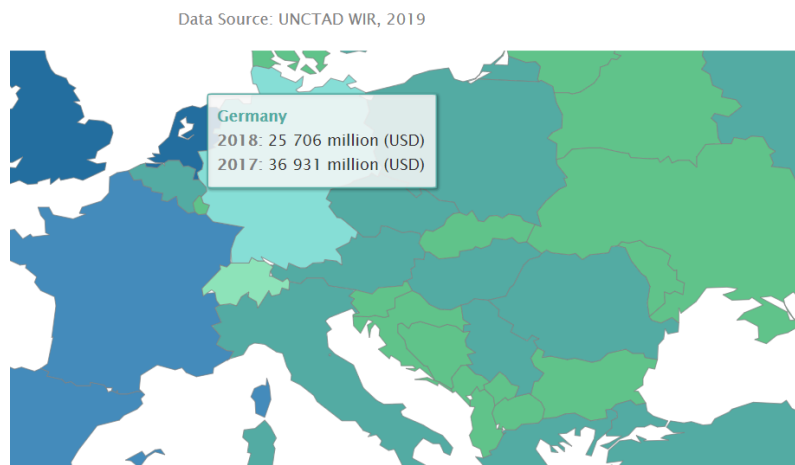 Data Source: UNCTAD WIR, 2019
Germany
2018: 25 706 million (USD)
2017: 36 931 million (USD)